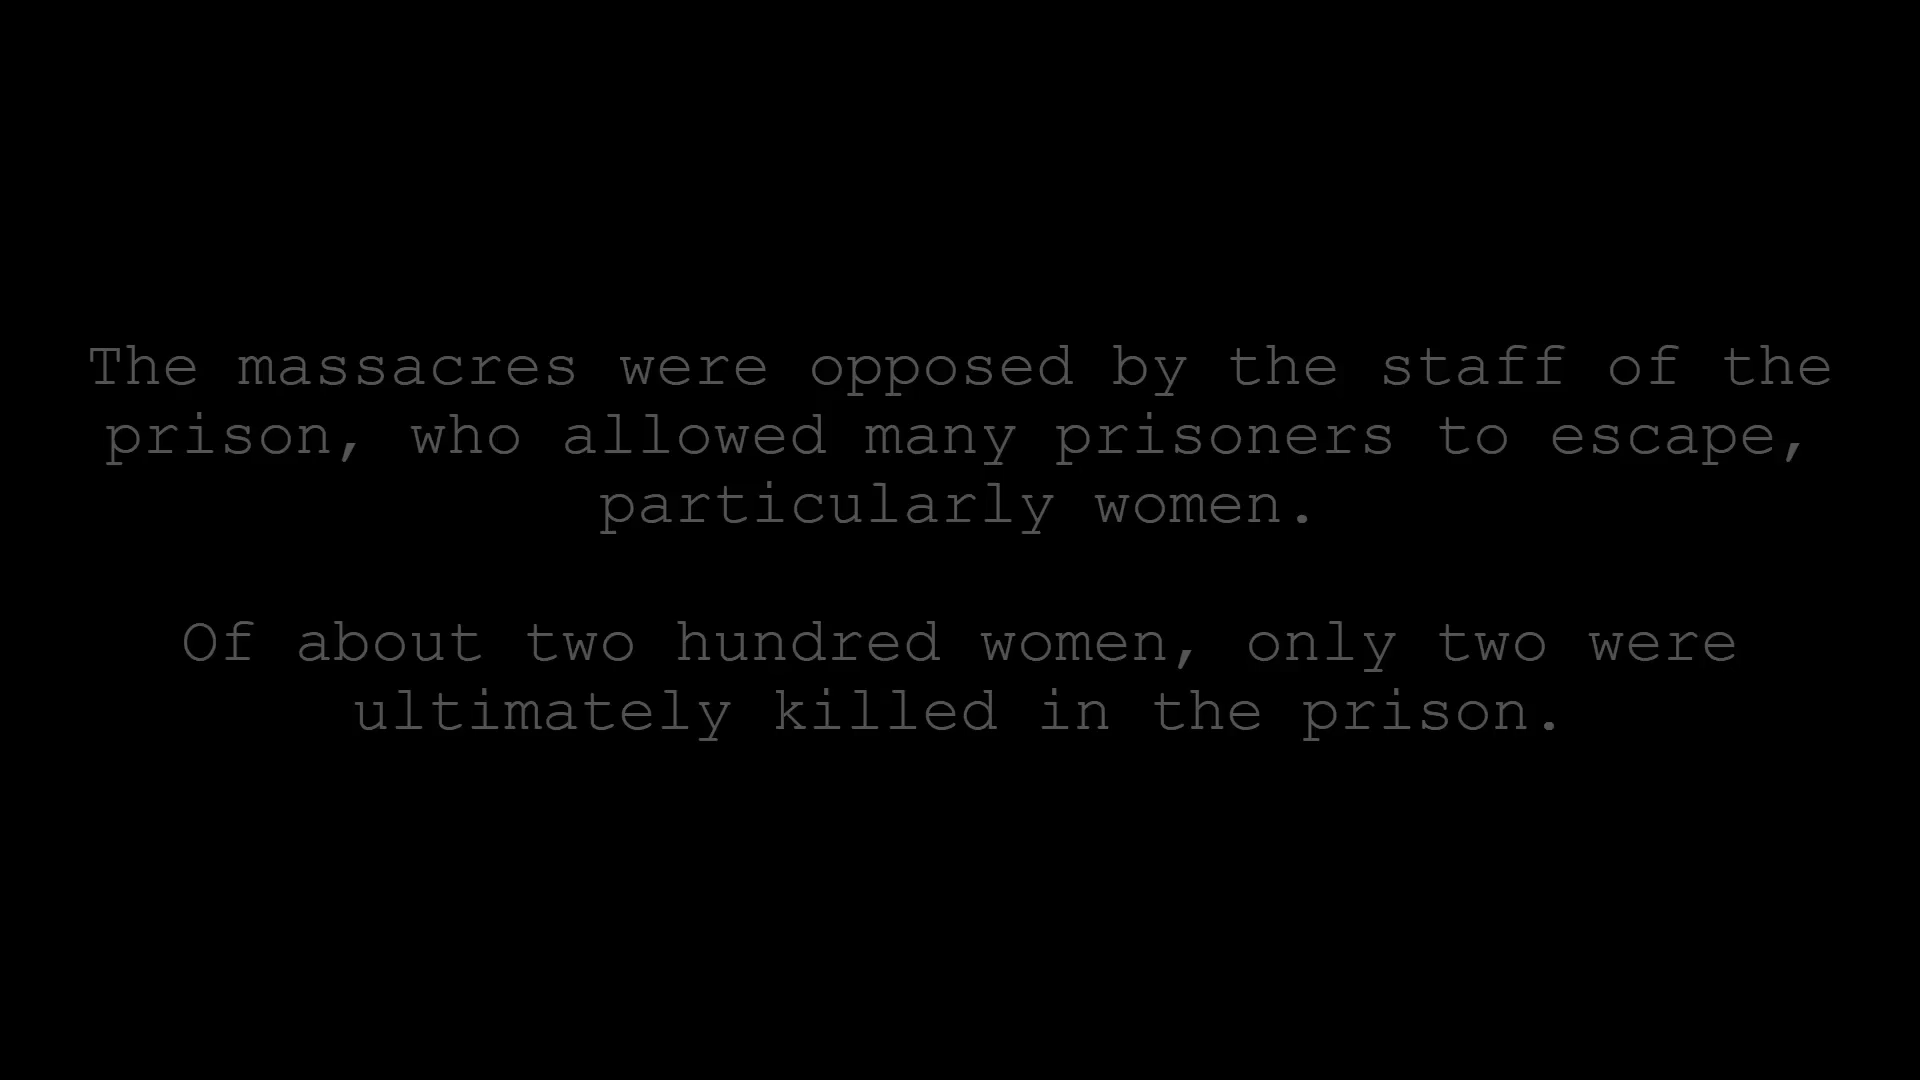 The massacres were opposed by the staff of the
prison, who allowed many prisoners to escape,
particularly women.
Of about two hundred women, only two were
ultimately killed in the prison.